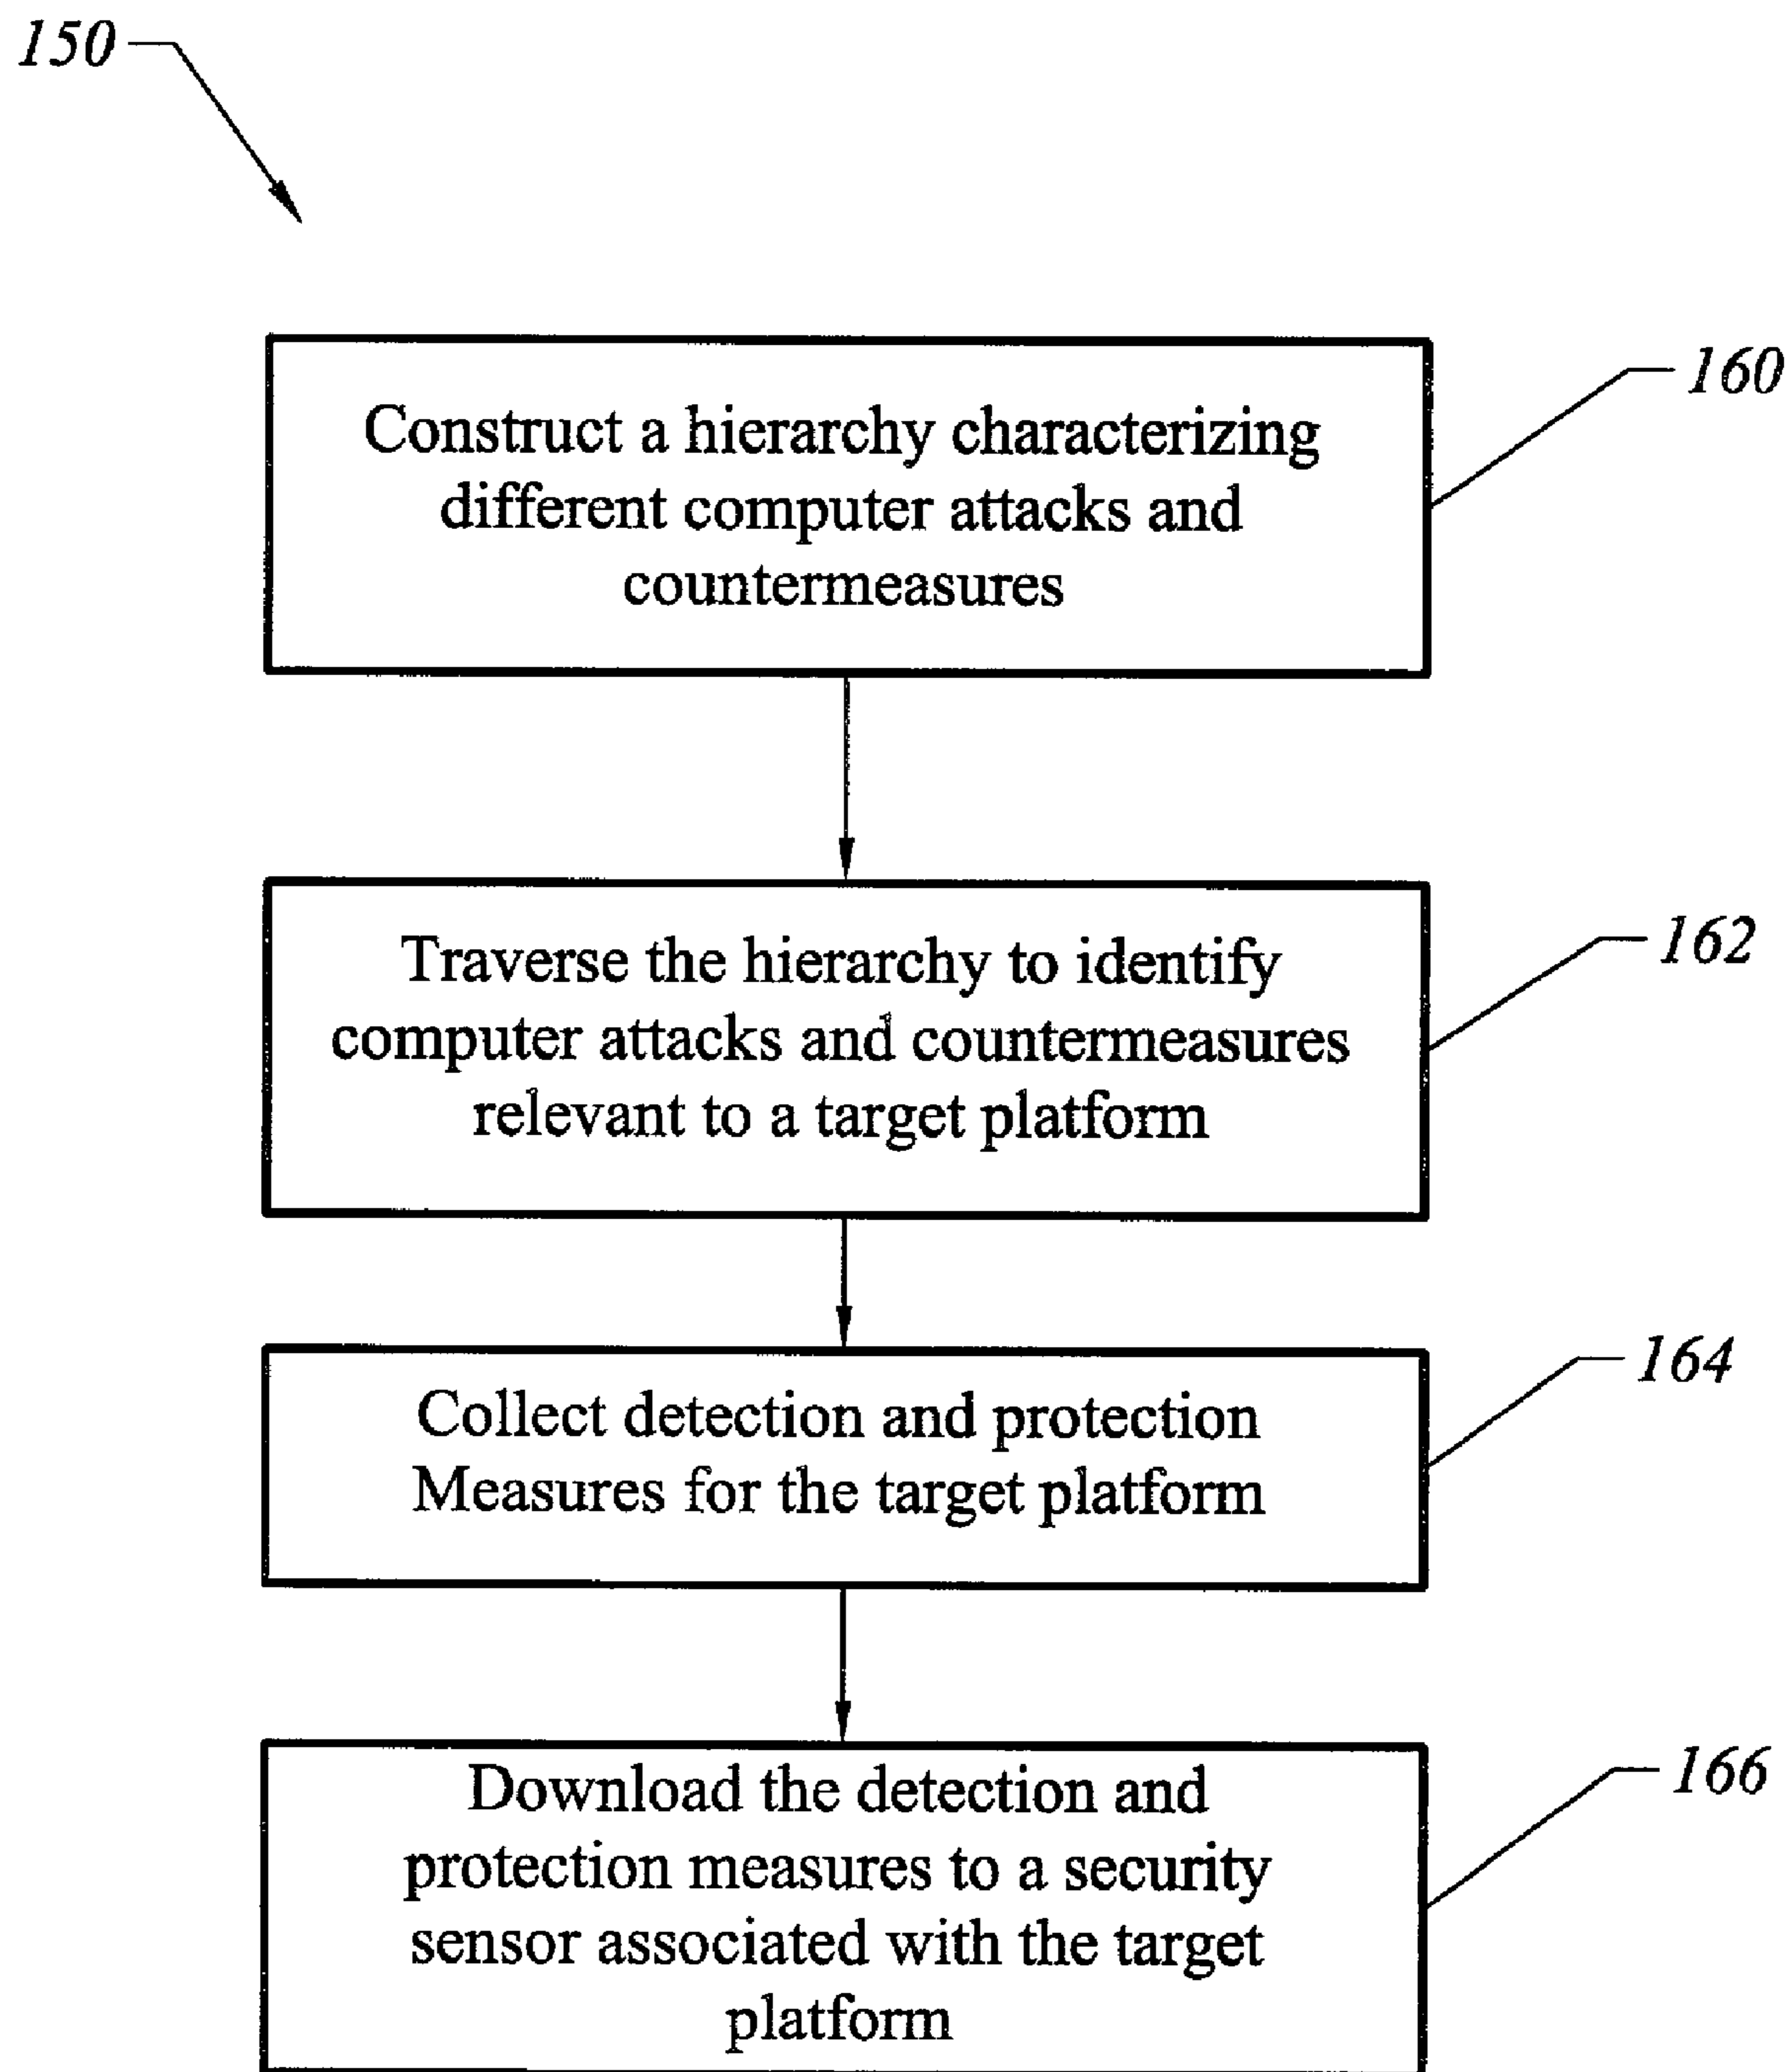 150
160
Construct a hierarchy characterizing
different computer attacks and
countermeasures
162
Traverse the hierarchy to identify
computer attacks and countermeasures
relevant to a target platform
164
Collect detection and protection
Measures for the target platform
166
Download the detection and
protection measures to a security
sensor associated with the target
platform